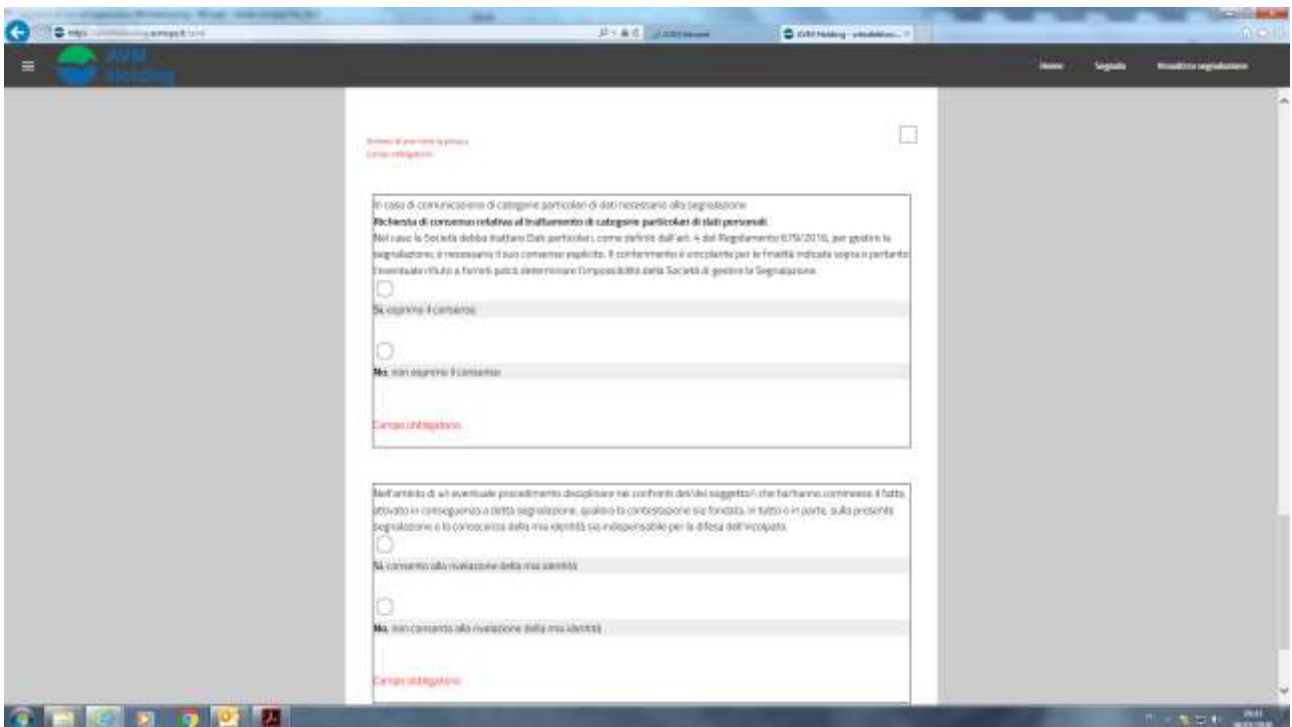 AVM
Holding
Home Segnala Visualizza segnalazione
Campo obbligatorio
In caso di comunicazione di categorie particolari di dati necessarie alla segnalazione
Richiesta di consenso relativa al trattamento di categorie particolari di dati personali
Nel caso la Società debba trattare Dati particolari, come definiti dall'art. 4 del Regolamento 679/2016, per gestire la
segnalazione, è necessario il suo consenso esplicito. Il conferimento è vincolante per le finalità indicate sopra e pertanto
l'eventuale rifiuto a fornirli potrà determinare l'impossibilità della Società di gestire la Segnalazione.
Si, esprimo il consenso
No, non esprimo il consenso
Campo obbligatorio
Nell'ambito di un eventuale procedimento disciplinare nei confronti del/dei soggetto/i che ha/hanno commesso il fatto,
attivato in conseguenza a detta segnalazione, qualora la contestazione sia fondata, in tutto o in parte, sulla presente
segnalazione e la conoscenza della mia identità sia indispensabile per la difesa dell'incolpato.
Si, consento alla rivelazione della mia identità
No, non consento alla rivelazione della mia identità
Campo obbligatorio